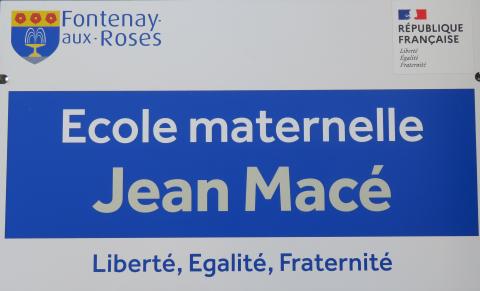 Fontenay-
aux-Roses
RÉPUBLIQUE
FRANÇAISE
Liberté
Égalité
Fraternité
Ecole maternelle
Jean Macé
Liberté, Egalité, Fraternité